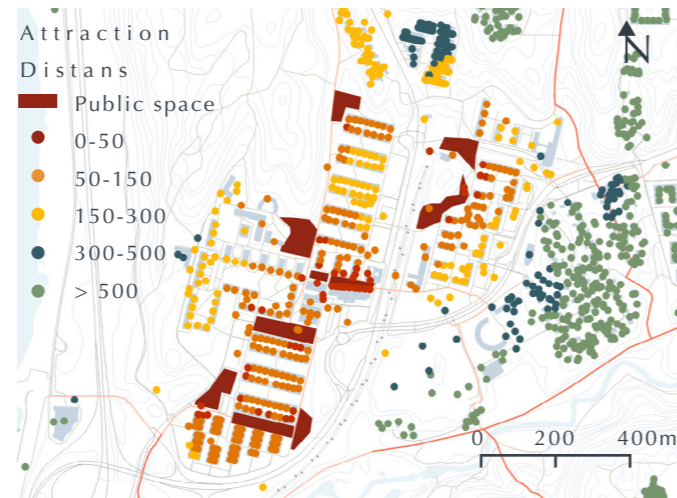 Attraction
Distans
Public space
0-50
50-150
150-300
300-500
> 500
N
0 200 400m